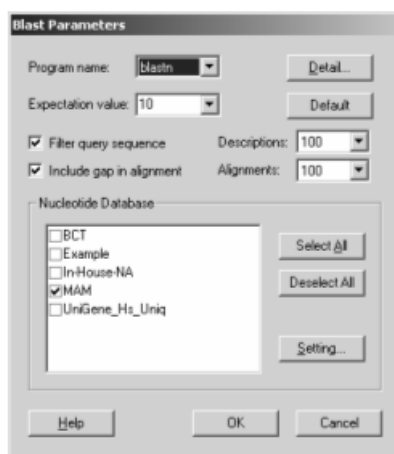 Blast Parameters
Program name: blastn Detail...
Expectation value: 10 Default
Filter query sequence Descriptions: 100
Include gap in alignment Alignments: 100
Nucleotide Database
BCT
Example
In-House-NA
MAM
UniGene_Hs_Uniq
Select All
Deselect All
Setting...
Help OK Cancel